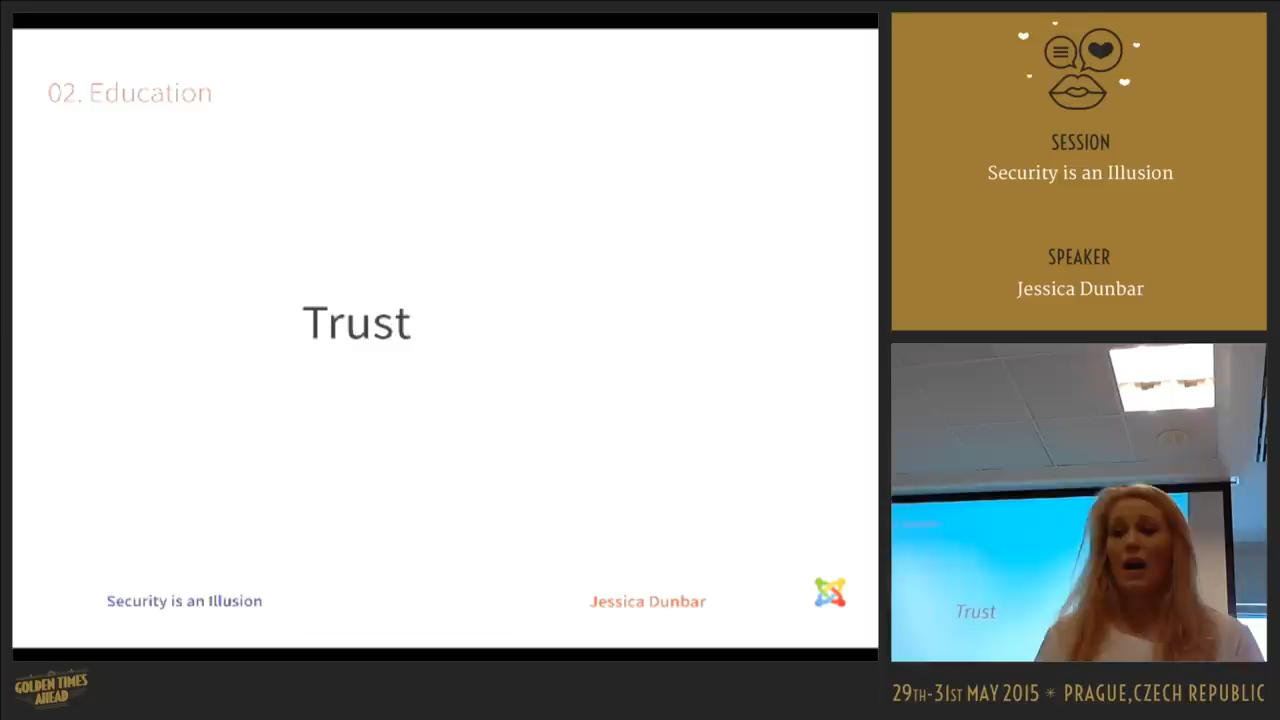 02. Education
Trust
Security is an Illusion
Jessica Dunbar
SESSION
Security is an Illusion
SPEAKER
Jessica Dunbar
Trust
GOLDEN TIMES
AHEAD
29TH-31ST MAY 2015 * PRAGUE, CZECH REPUBLIC